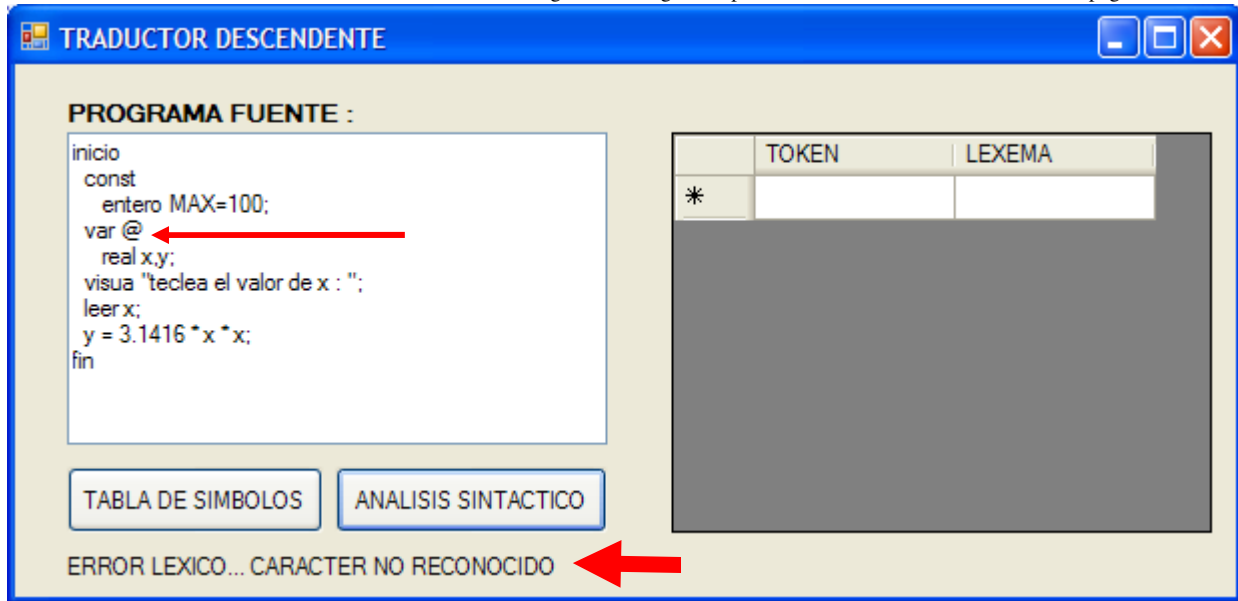 TRADUCTOR DESCENDENTE
PROGRAMA FUENTE :
inicio
const
entero MAX=100;
var @
real x,y;
visua "teclea el valor de x : ";
leer x;
y = 3.1416 * x * x;
fin
TOKEN LEXEMA
TABLA DE SIMBOLOS ANALISIS SINTACTICO
ERROR LEXICO... CARACTER NO RECONOCIDO